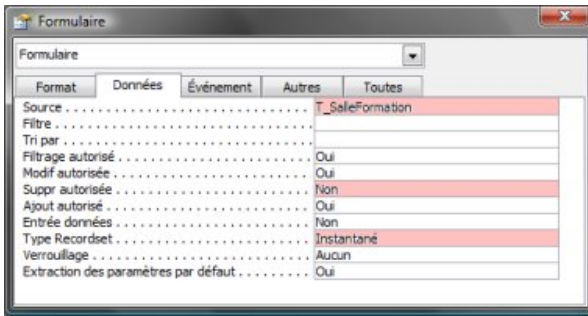 Formulaire
Formulaire
Format Données Événement Autres Toutes
Source . . . . . . . . . . . . . . . . . . . . . . . . . . . . . . . T_SalleFormation
Filtre . . . . . . . . . . . . . . . . . . . . . . . . . . . . . . . .
Tri par . . . . . . . . . . . . . . . . . . . . . . . . . . . . . . .
Filtrage autorisé . . . . . . . . . . . . . . . . . . . . . . . . Oui
Modif autorisée . . . . . . . . . . . . . . . . . . . . . . . . Oui
Suppr autorisée . . . . . . . . . . . . . . . . . . . . . . . . Non
Ajout autorisé . . . . . . . . . . . . . . . . . . . . . . . . . Oui
Entrée données . . . . . . . . . . . . . . . . . . . . . . . . Non
Type Recordset . . . . . . . . . . . . . . . . . . . . . . . . Instantané
Verrouillage . . . . . . . . . . . . . . . . . . . . . . . . . . . Aucun
Extraction des paramètres par défaut . . . . . . . . . Oui